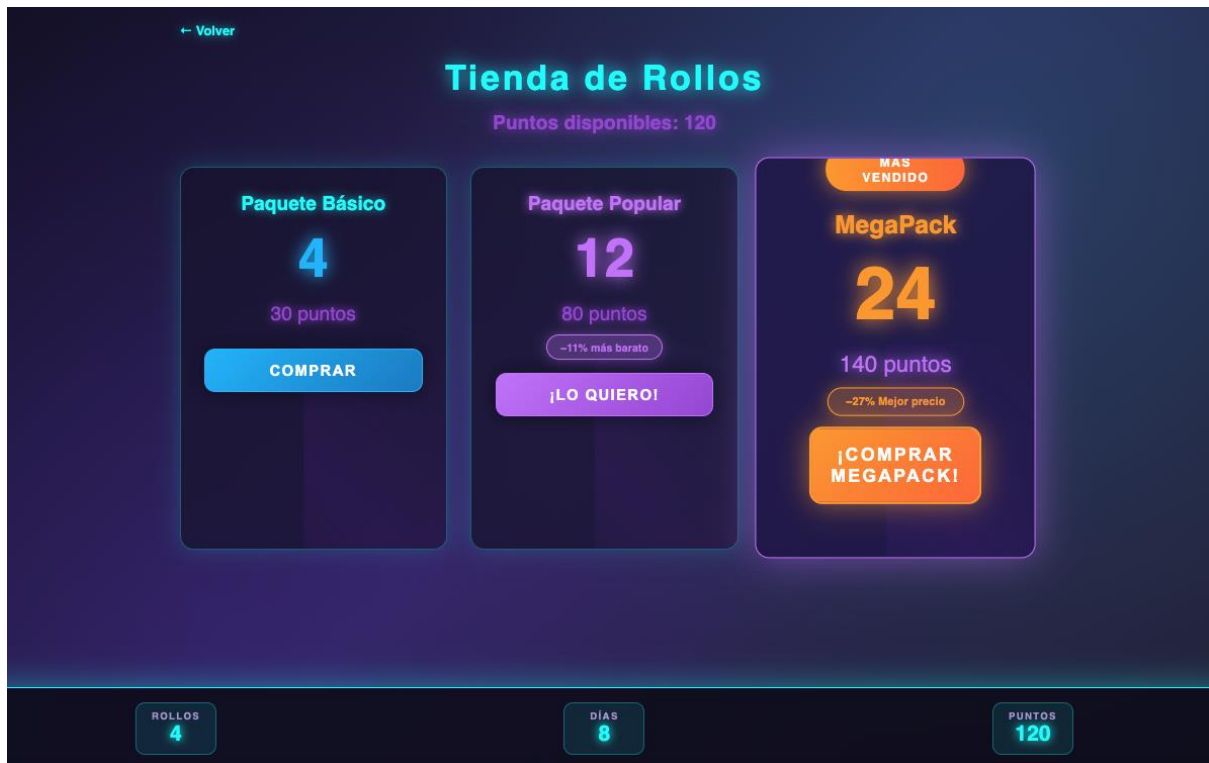 ← Volver
Tienda de Rollos
Puntos disponibles: 120
Paquete Básico
4
30 puntos
COMPRAR
Paquete Popular
12
80 puntos
–11% más barato
¡LO QUIERO!
MÁS
VENDIDO
MegaPack
24
140 puntos
–27% Mejor precio
¡COMPRAR
MEGAPACK!
ROLLOS
4
DÍAS
8
PUNTOS
120